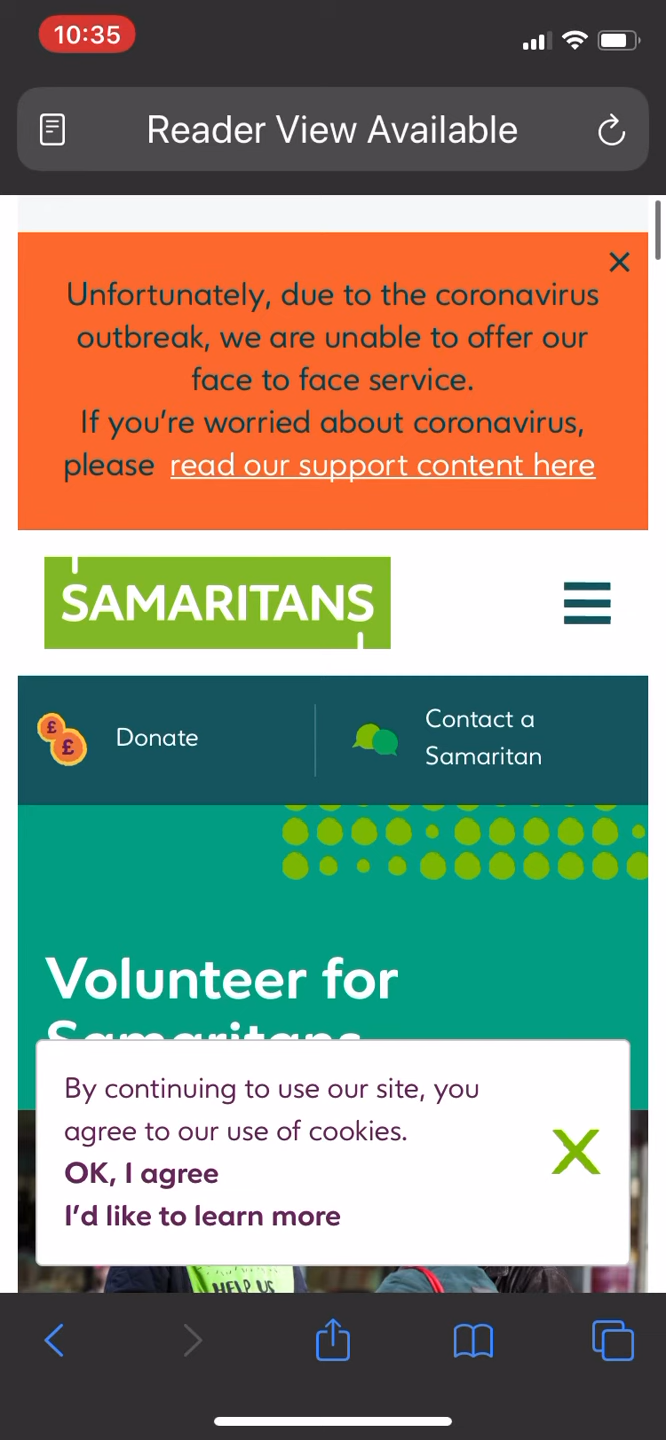 10:35
Reader View Available
Unfortunately, due to the coronavirus
outbreak, we are unable to offer our
face to face service.
If you're worried about coronavirus,
please read our support content here
SAMARITANS
Donate
Contact a
Samaritan
Volunteer for
Samaritans
By continuing to use our site, you
agree to our use of cookies.
OK, I agree
I'd like to learn more
HELP US